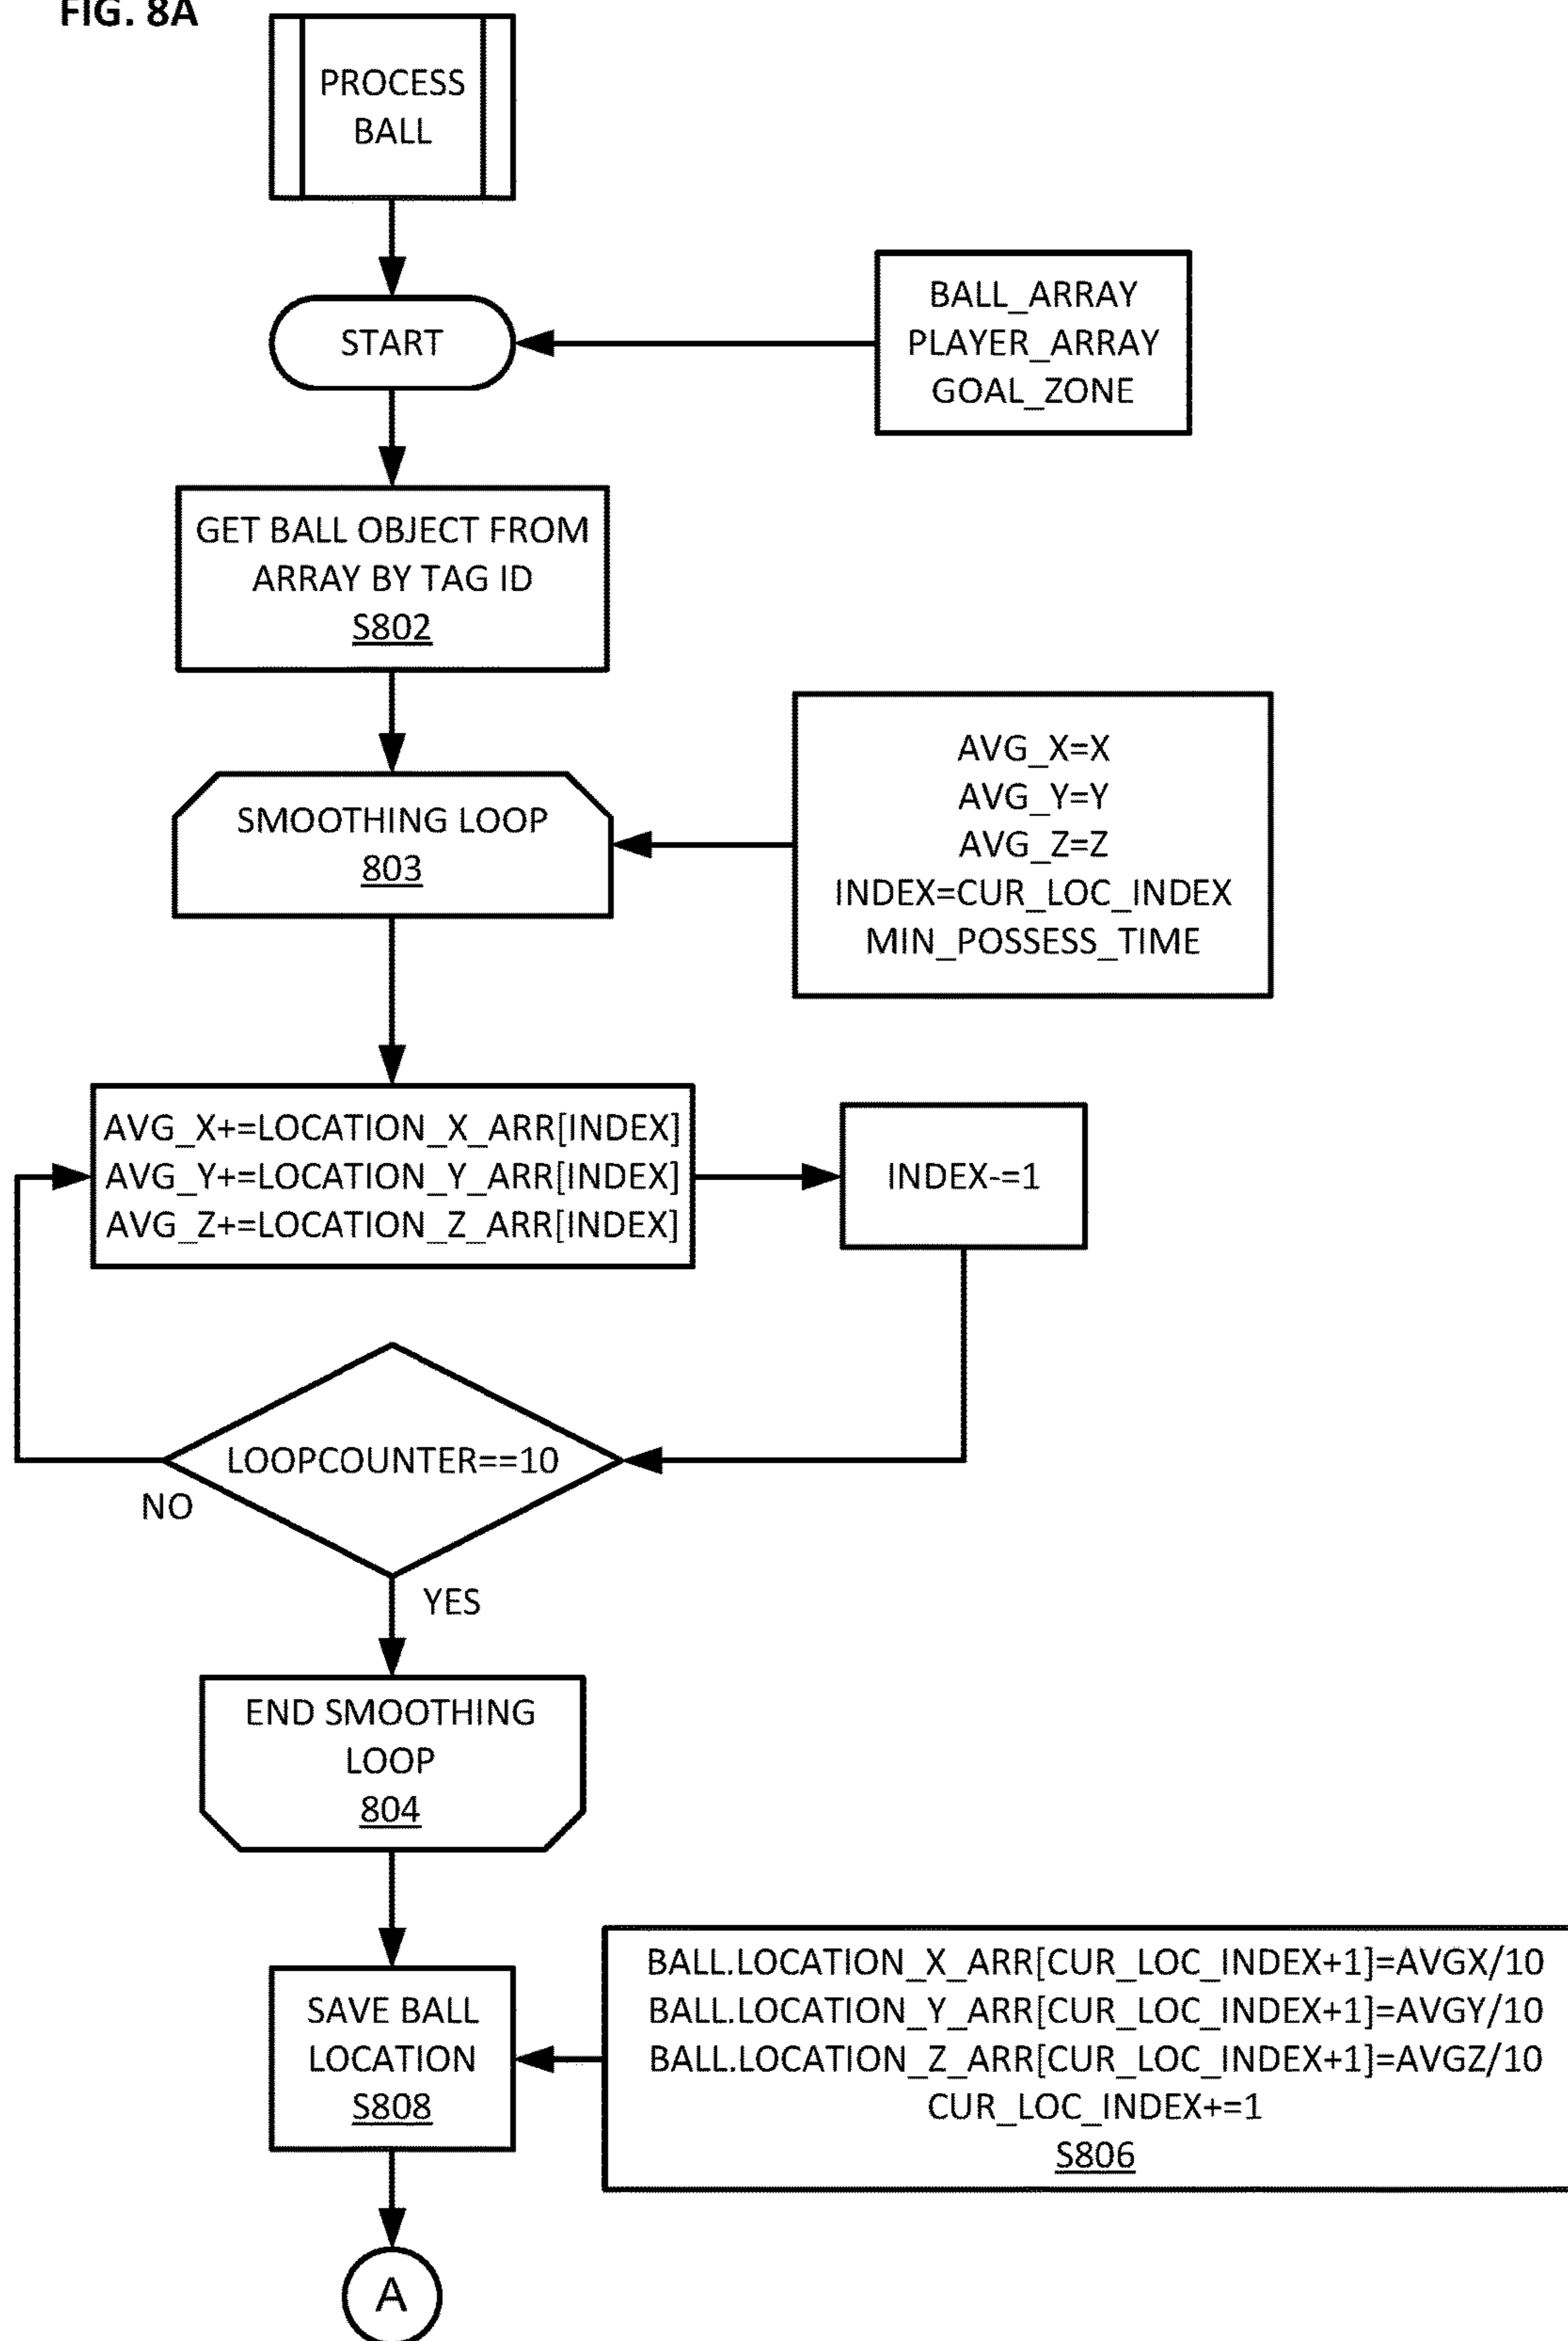 FIG. 8A
PROCESS
BALL
START
BALL_ARRAY
PLAYER_ARRAY
GOAL_ZONE
GET BALL OBJECT FROM
ARRAY BY TAG ID
S802
SMOOTHING LOOP
803
AVG_X=X
AVG_Y=Y
AVG_Z=Z
INDEX=CUR_LOC_INDEX
MIN_POSSESS_TIME
AVG_X+=LOCATION_X_ARR[INDEX]
AVG_Y+=LOCATION_Y_ARR[INDEX]
AVG_Z+=LOCATION_Z_ARR[INDEX]
INDEX-=1
LOOPCOUNTER==10
NO
YES
END SMOOTHING
LOOP
804
SAVE BALL
LOCATION
S808
BALL.LOCATION_X_ARR[CUR_LOC_INDEX+1]=AVGX/10
BALL.LOCATION_Y_ARR[CUR_LOC_INDEX+1]=AVGY/10
BALL.LOCATION_Z_ARR[CUR_LOC_INDEX+1]=AVGZ/10
CUR_LOC_INDEX+=1
S806
A